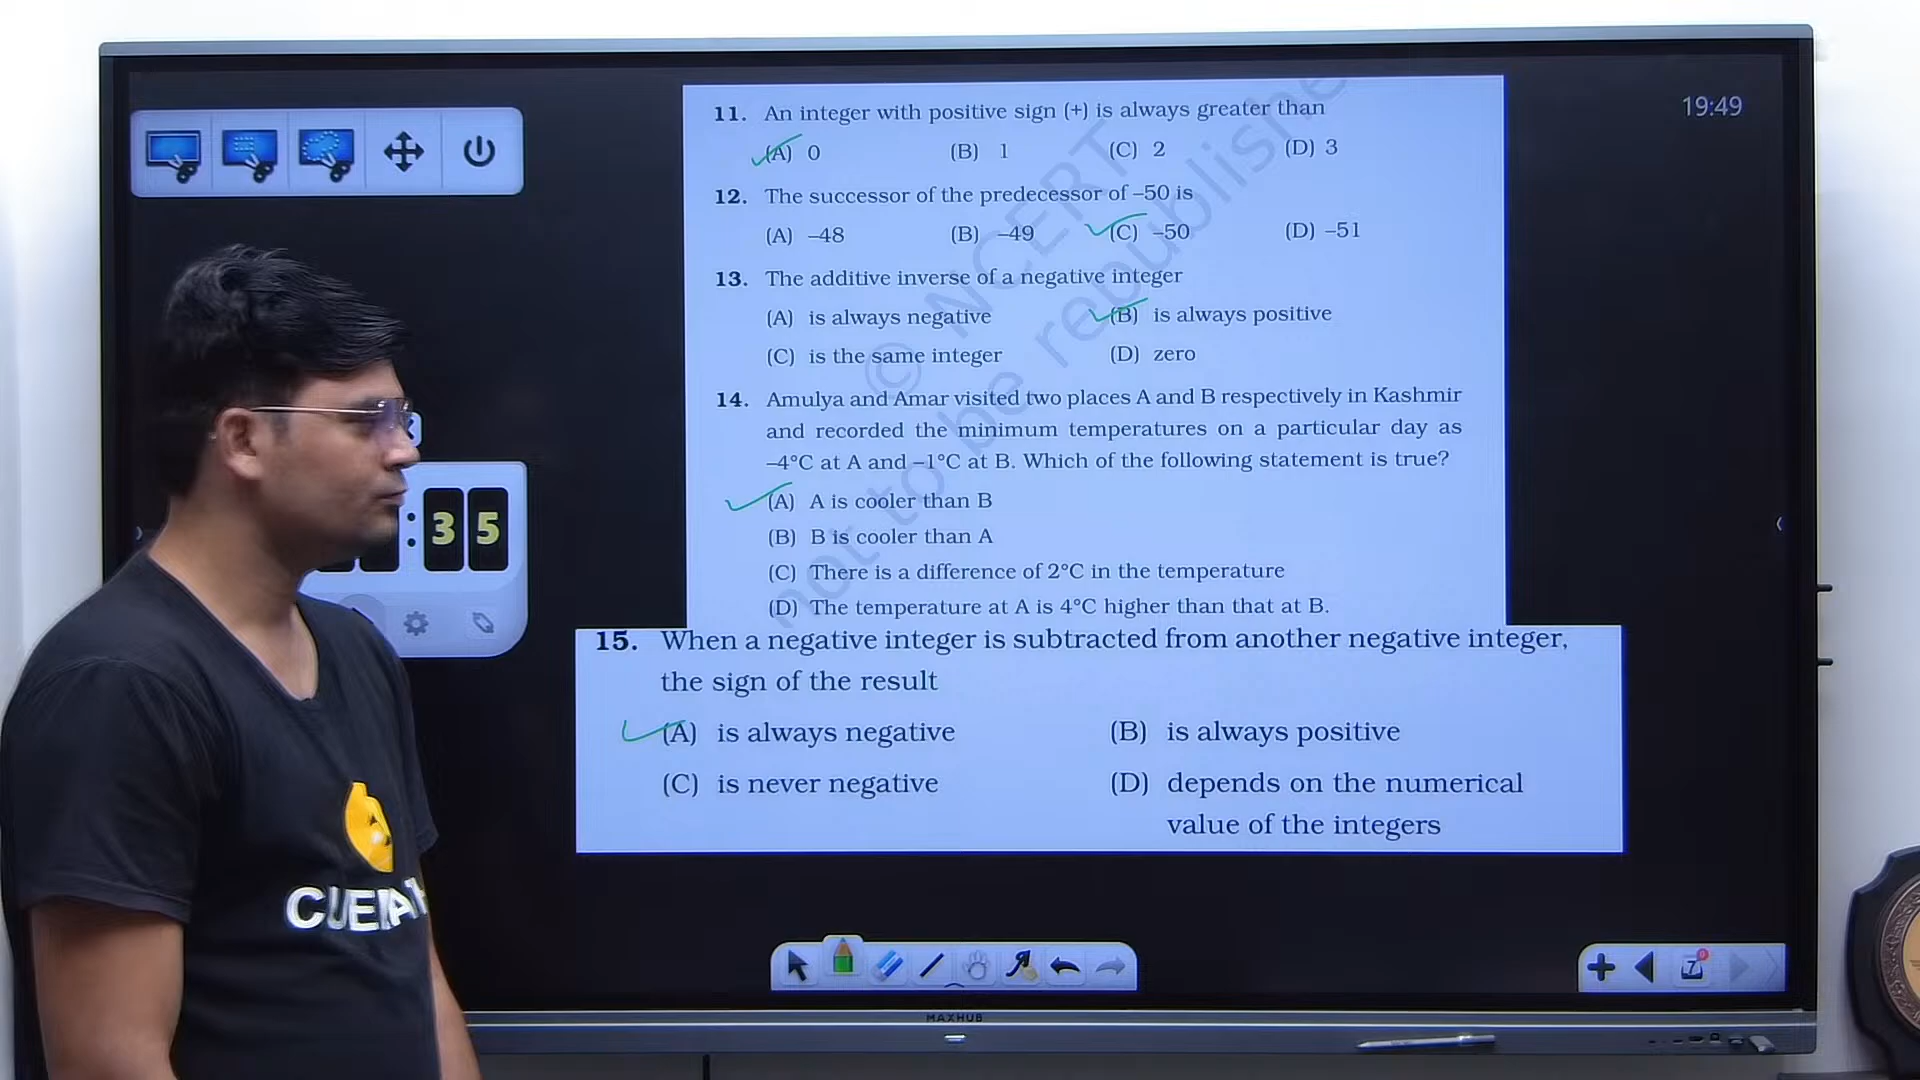 19:49
11. An integer with positive sign (+) is always greater than
(A) 0 (B) 1 (C) 2 (D) 3
12. The successor of the predecessor of –50 is
(A) –48 (B) –49 (C) –50 (D) –51
13. The additive inverse of a negative integer
(A) is always negative (B) is always positive
(C) is the same integer (D) zero
14. Amulya and Amar visited two places A and B respectively in Kashmir
and recorded the minimum temperatures on a particular day as
–4°C at A and –1°C at B. Which of the following statement is true?
(A) A is cooler than B
(B) B is cooler than A
(C) There is a difference of 2°C in the temperature
(D) The temperature at A is 4°C higher than that at B.
15. When a negative integer is subtracted from another negative integer,
the sign of the result
(A) is always negative (B) is always positive
(C) is never negative (D) depends on the numerical
value of the integers
© NCERT
not to be republishe
:35
7
MAXHUB